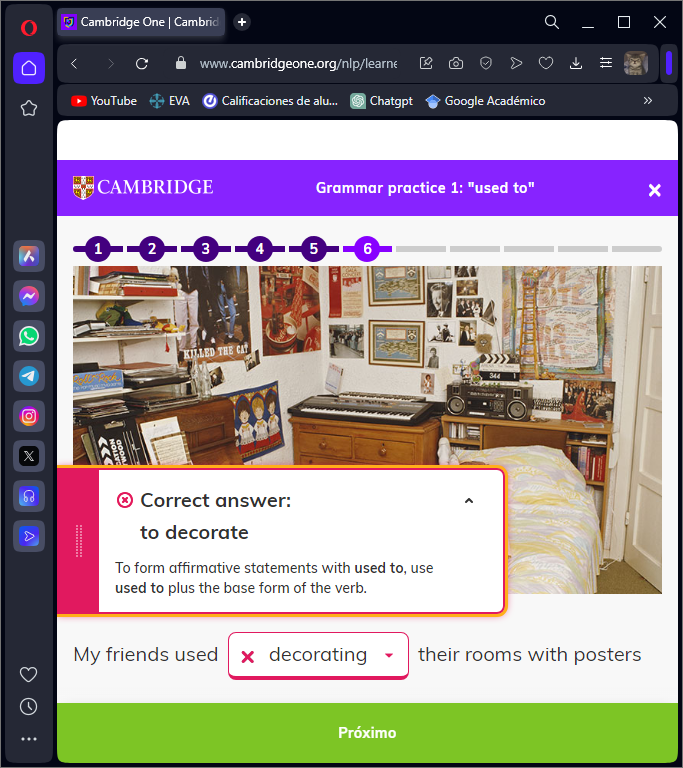 Cambridge One | Cambrid
www.cambridgeone.org/nlp/learne
YouTube
EVA
Calificaciones de alu...
Chatgpt
Google Académico
CAMBRIDGE
Grammar practice 1: "used to"
1 2 3 4 5 6
KILLED THE CAT
344
Correct answer:
to decorate
To form affirmative statements with used to, use
used to plus the base form of the verb.
My friends used decorating their rooms with posters
Próximo